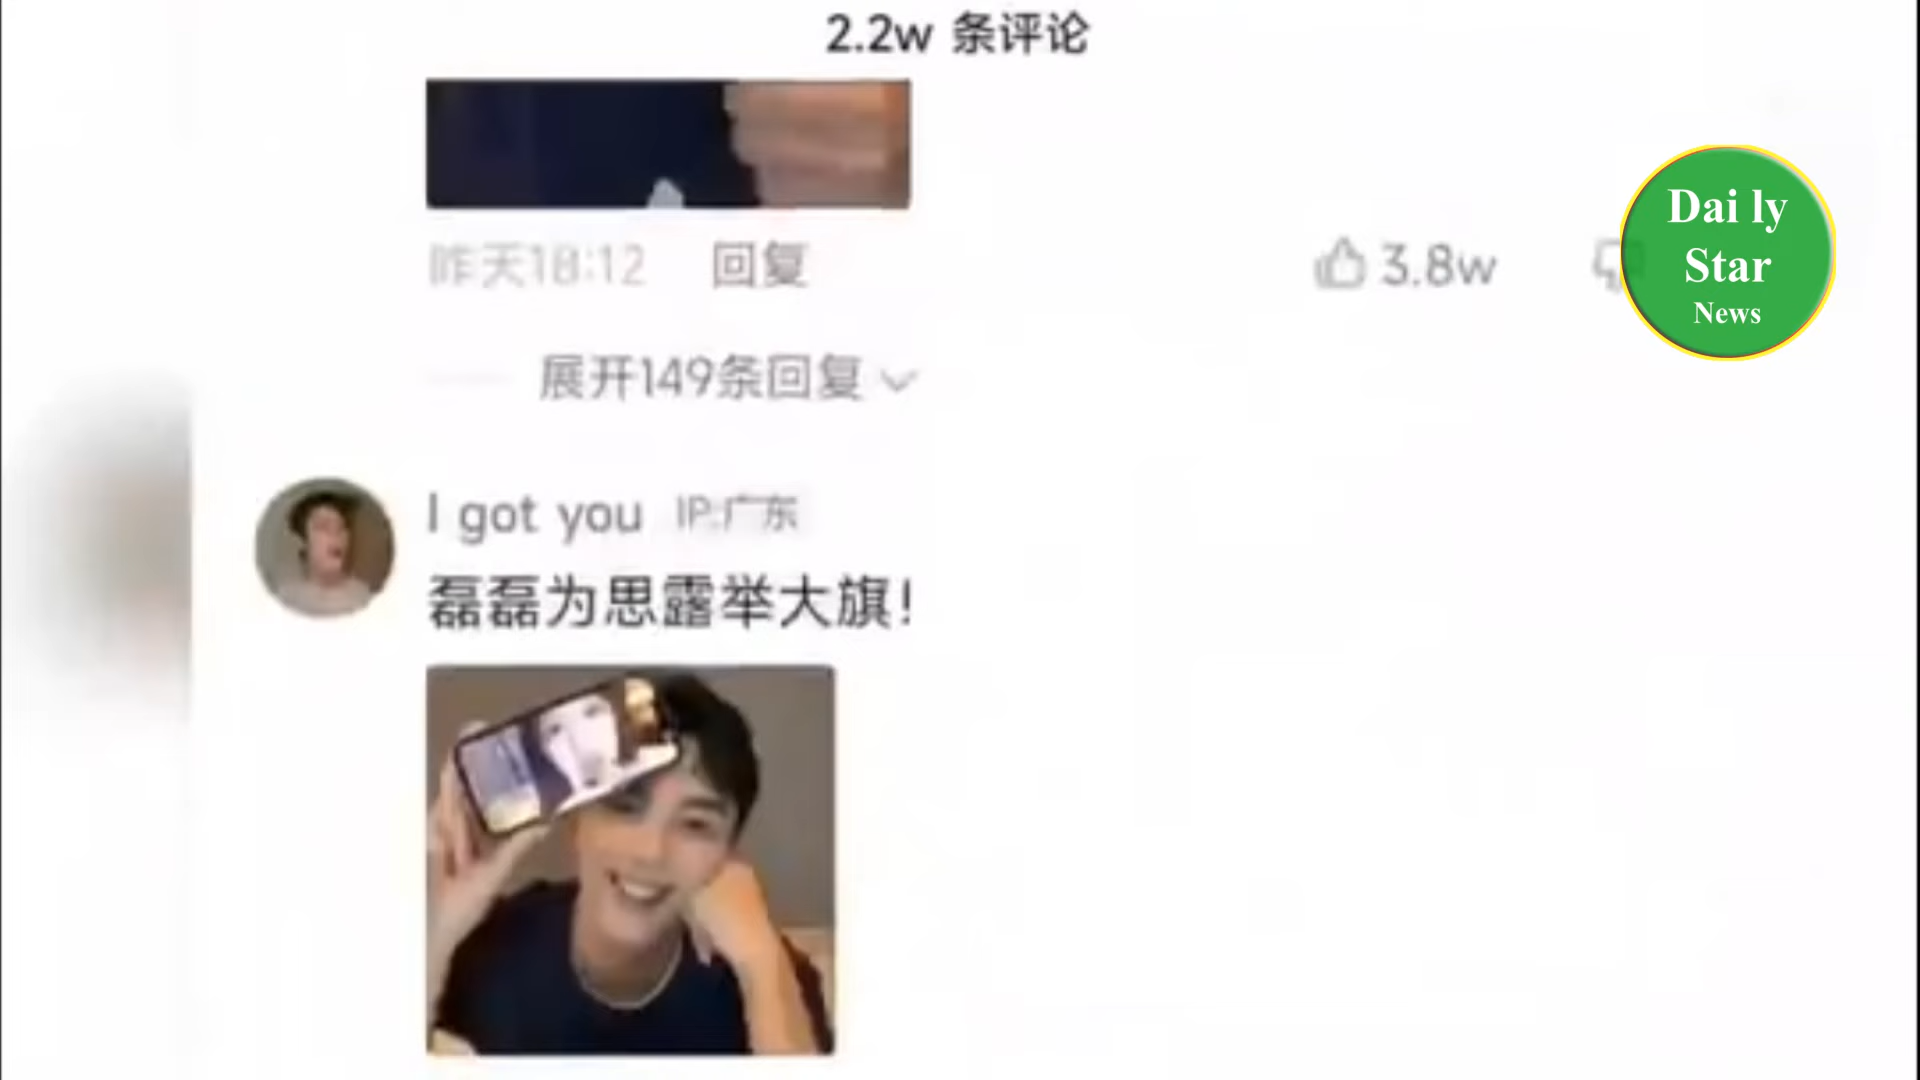 2.2w 条评论
昨天18:12 回复
3.8w
Dai ly
Star
News
展开149条回复
I got you IP:广东
磊磊为思露举大旗!